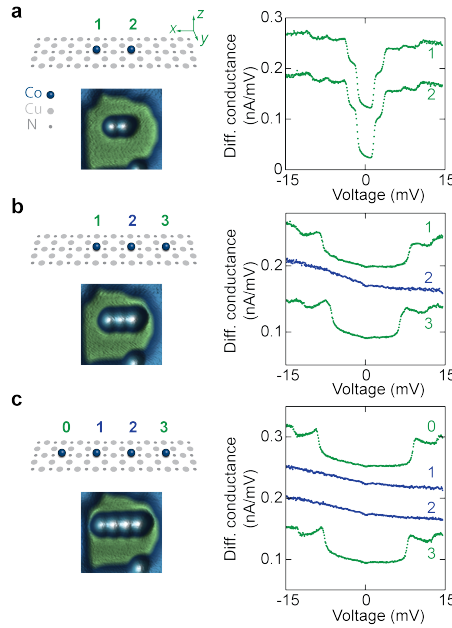 a
1 2
z
x
y
Co
Cu
N
Diff. conductance
(nA/mV)
0.3
0.2
0.1
0
1
2
-15 0 15
Voltage (mV)
b
1 2 3
Diff. conductance
(nA/mV)
0.2
0.1
1
2
3
-15 0 15
Voltage (mV)
c
0 1 2 3
Diff. conductance
(nA/mV)
0.3
0.2
0.1
0
1
2
3
-15 0 15
Voltage (mV)